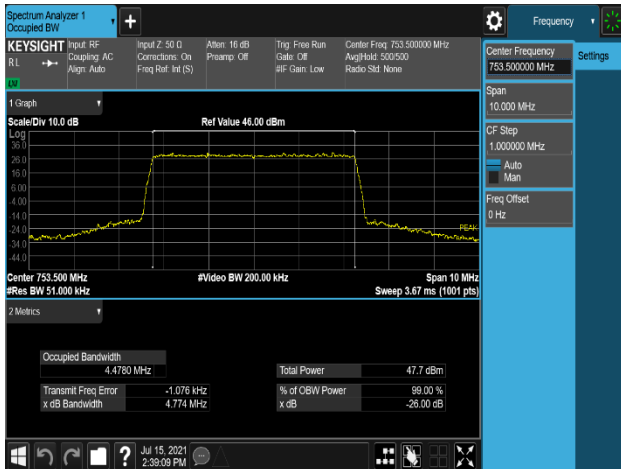 Spectrum Analyzer 1
Occupied BW
Frequency
KEYSIGHT
RL
Input: RF
Coupling: AC
Align: Auto
Input Z: 50 Ω
Corrections: On
Freq Ref: Int (S)
Atten: 16 dB
Preamp: Off
Trig: Free Run
Gate: Off
#IF Gain: Low
Center Freq: 753.500000 MHz
Avg|Hold: 500/500
Radio Std: None
Center Frequency
753.500000 MHz
Settings
Span
10.000 MHz
CF Step
1.000000 MHz
Auto
Man
Freq Offset
0 Hz
1 Graph
Scale/Div 10.0 dB
Ref Value 46.00 dBm
Log
36.0
26.0
16.0
6.00
-4.00
-14.0
-24.0
-34.0
-44.0
PEAK
Center 753.500 MHz
#Video BW 200.00 kHz
Span 10 MHz
#Res BW 51.000 kHz
Sweep 3.67 ms (1001 pts)
2 Metrics
Occupied Bandwidth
4.4780 MHz
Total Power
47.7 dBm
Transmit Freq Error
-1.076 kHz
% of OBW Power
99.00 %
x dB Bandwidth
4.774 MHz
x dB
-26.00 dB
Jul 15, 2021
2:39:09 PM